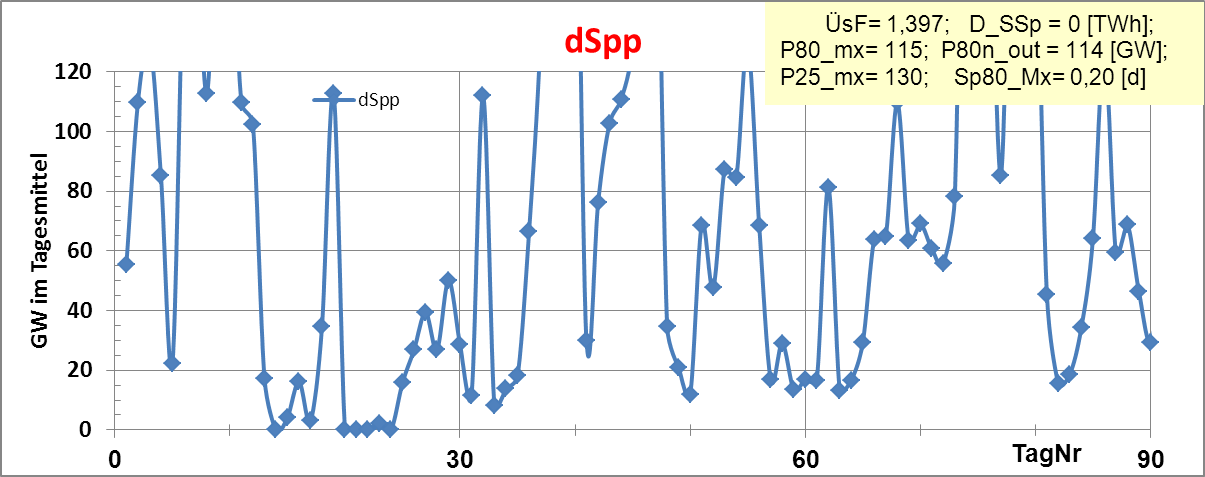 dSpp
ÜsF= 1,397; D_SSp = 0 [TWh];
P80_mx= 115; P80n_out = 114 [GW];
P25_mx= 130; Sp80_Mx= 0,20 [d]
GW im Tagesmittel
120
100
80
60
40
20
0
dSpp
0
30
60
90
TagNr